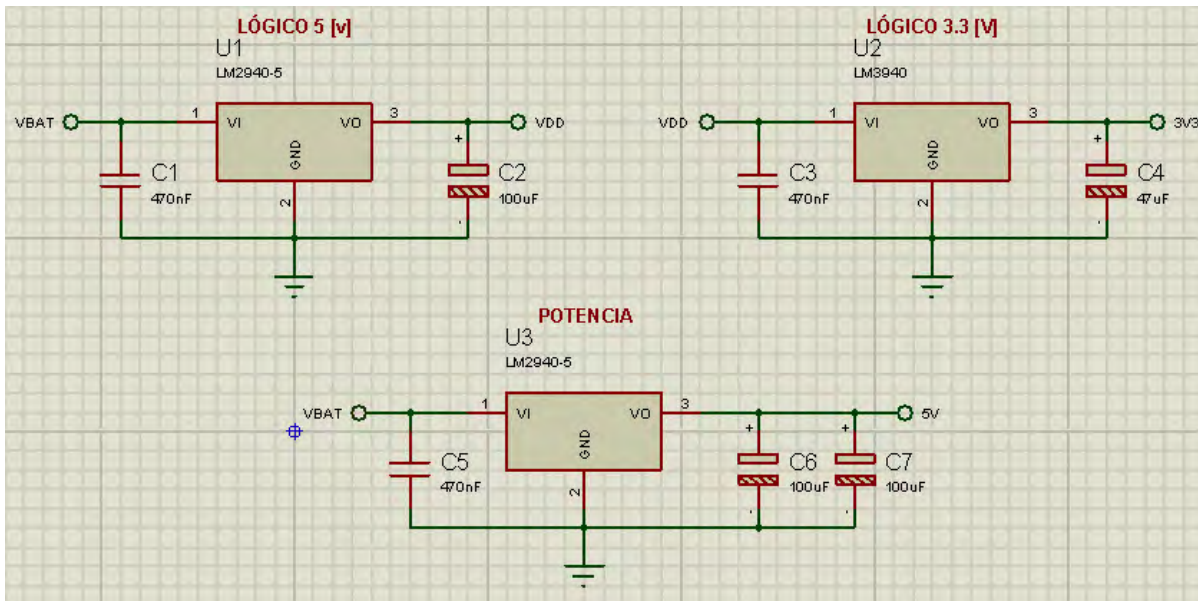 LÓGICO 5 [v]
U1
LM2940-5
VBAT
1
VI
VO
3
VDD
GND
2
C1
470nF
+
C2
100uF
-
LÓGICO 3.3 [V]
U2
LM3940
VDD
1
VI
VO
3
3V3
GND
2
C3
470nF
+
C4
47uF
-
POTENCIA
U3
LM2940-5
VBAT
1
VI
VO
3
5V
GND
2
C5
470nF
+
C6
100uF
-
+
C7
100uF
-